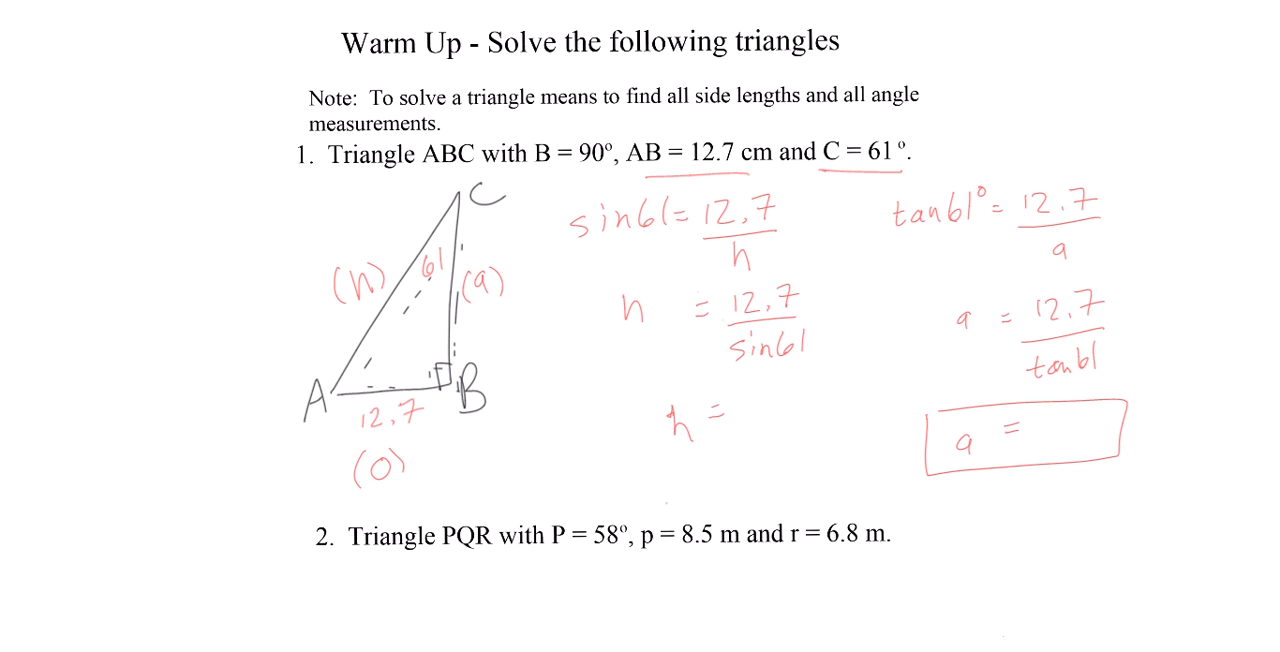 Warm Up - Solve the following triangles
Note: To solve a triangle means to find all side lengths and all angle
measurements.
1. Triangle ABC with B = 90°, AB = 12.7 cm and C = 61 °.
C
sin61= 12.7
h
tan61°= 12.7
a
(h)
61
(a)
h = 12.7
sin61
a = 12.7
tan61
A
B
12.7
(O)
h =
a =
2. Triangle PQR with P = 58°, p = 8.5 m and r = 6.8 m.